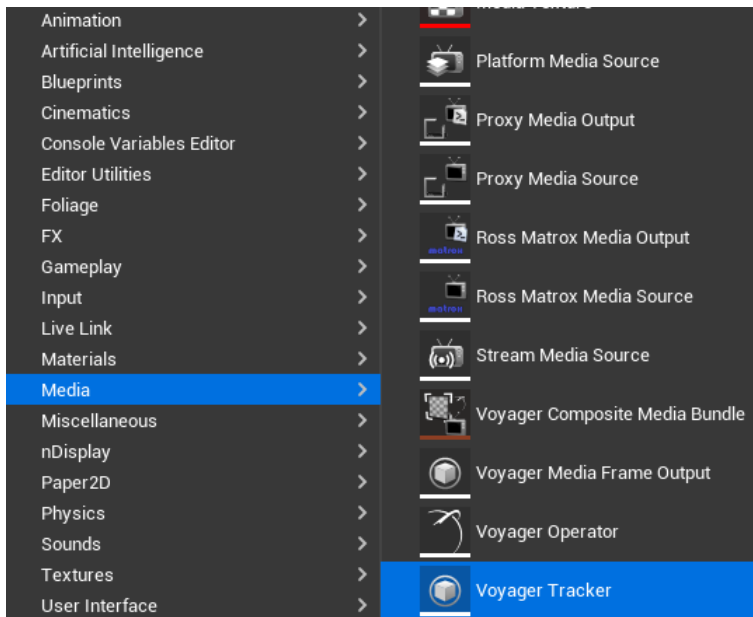 Animation
Artificial Intelligence
Blueprints
Cinematics
Console Variables Editor
Editor Utilities
Foliage
FX
Gameplay
Input
Live Link
Materials
Media
Miscellaneous
nDisplay
Paper2D
Physics
Sounds
Textures
User Interface
Platform Media Source
Proxy Media Output
Proxy Media Source
matrox
Ross Matrox Media Output
matrox
Ross Matrox Media Source
Stream Media Source
Voyager Composite Media Bundle
Voyager Media Frame Output
Voyager Operator
Voyager Tracker